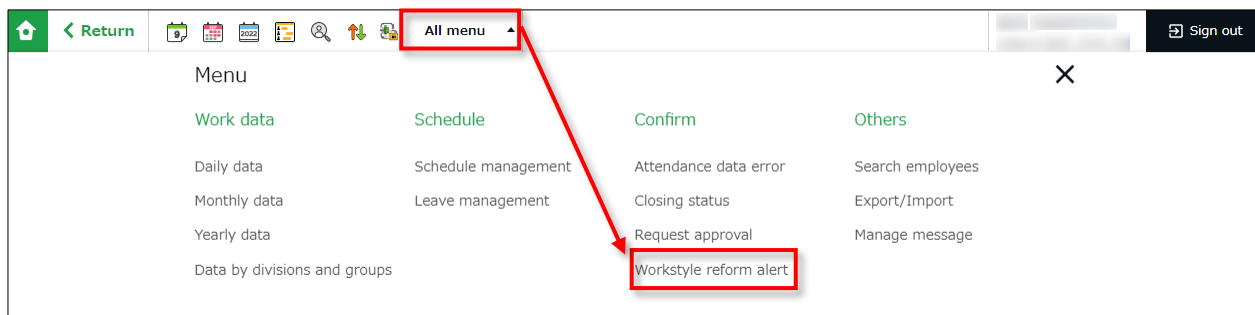 Return 9 2022 All menu Sign out
Menu
Work data Schedule Confirm Others
Daily data Schedule management Attendance data error Search employees
Monthly data Leave management Closing status Export/Import
Yearly data Request approval Manage message
Data by divisions and groups Workstyle reform alert